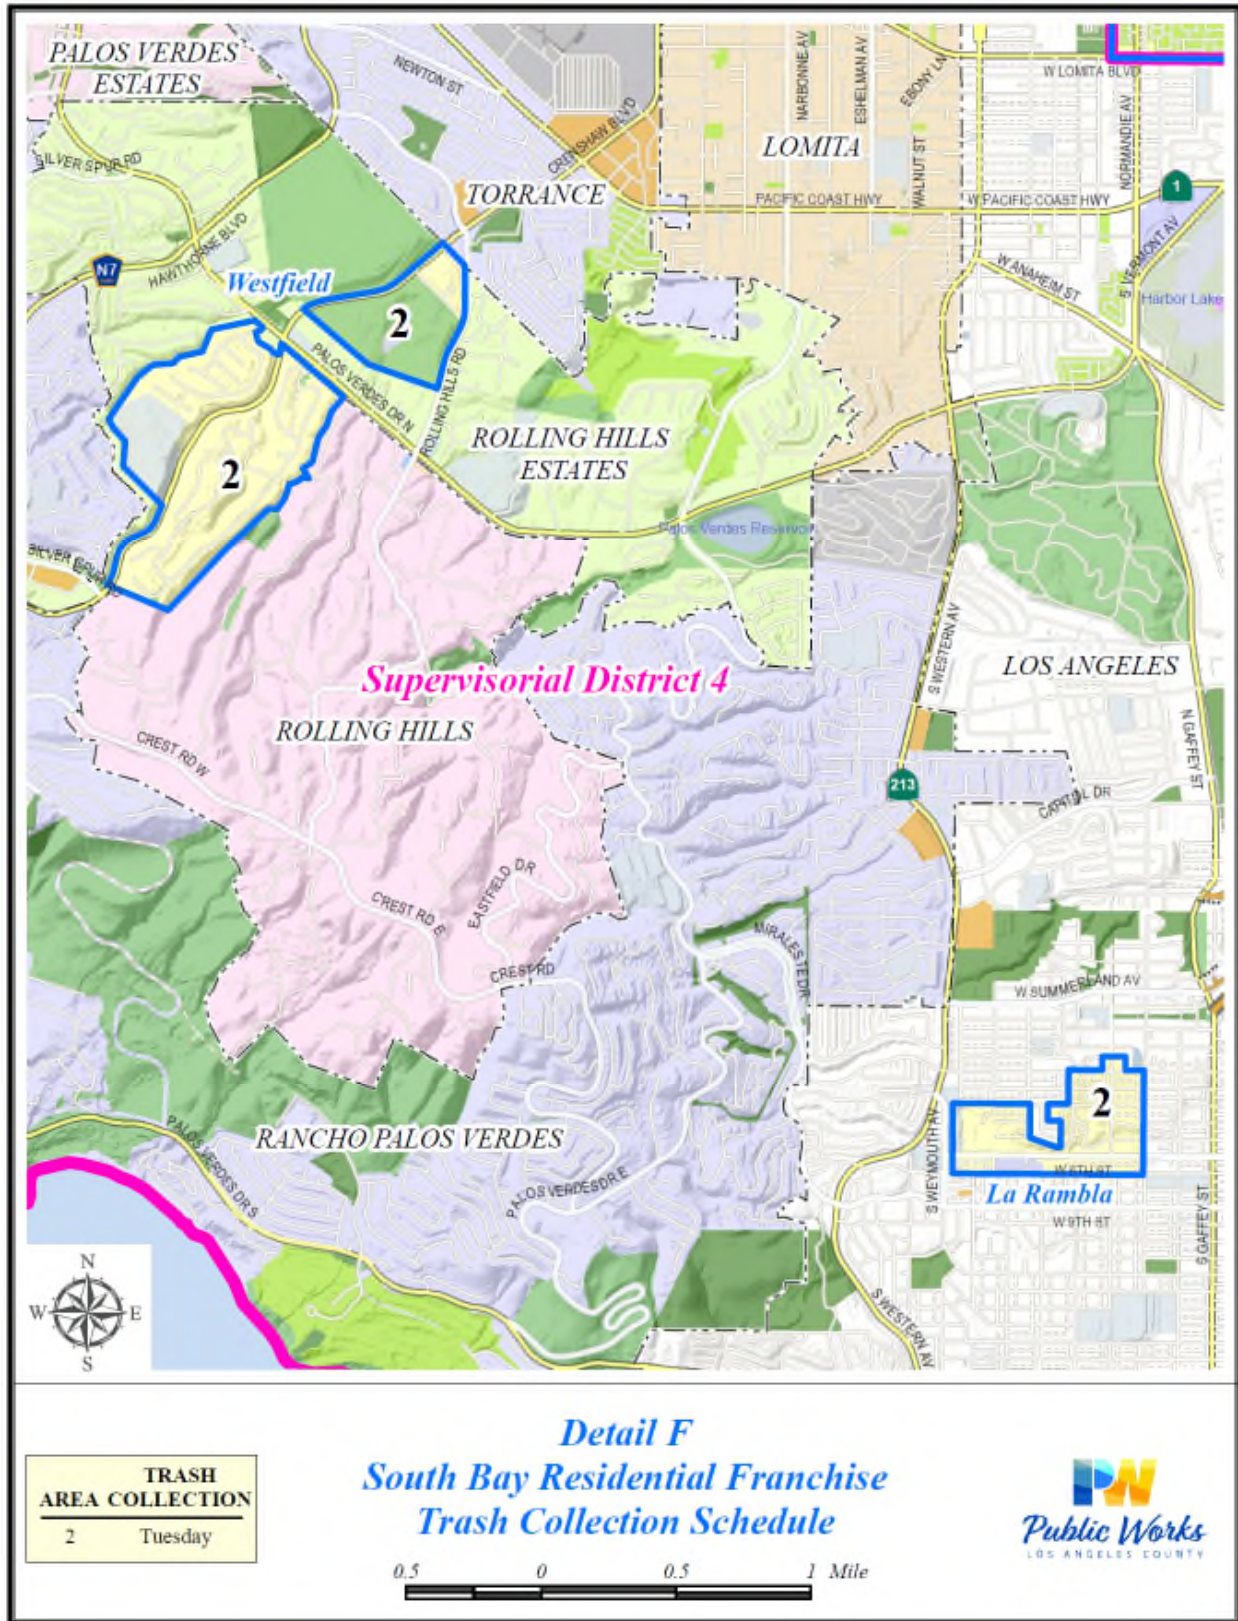 PALOS VERDES
ESTATES
NEWTON ST
CRENSHAW BLVD
NARBONNE AV
ESHELMAN AV
EBONY LN
W LOMITA BLVD
NORMANDIE AV
LOMITA
WALNUT ST
SILVER SPUR RD
TORRANCE
PACIFIC COAST HWY
W PACIFIC COAST HWY
1
HAWTHORNE BLVD
N7
Westfield
W ANAHEIM ST
S VERMONT AV
Harbor Lake
2
PALOS VERDES DR N
ROLLING HILLS RD
ROLLING HILLS
ESTATES
2
Palos Verdes Reservoir
SILVER SPUR RD
S WESTERN AV
LOS ANGELES
Supervisorial District 4
ROLLING HILLS
N GAFFEY ST
CREST RD W
213
CAPITOL DR
EASTFIELD DR
CREST RD E
MIRALESTE DR
CREST RD
W SUMMERLAND AV
2
PALOS VERDES DR S
RANCHO PALOS VERDES
PALOS VERDES DR E
S WEYMOUTH AV
W 6TH ST
La Rambla
W 9TH ST
S GAFFEY ST
S WESTERN AV
N
W E
S
Detail F
South Bay Residential Franchise
Trash Collection Schedule
TRASH
AREA COLLECTION
2 Tuesday
0.5 0 0.5 1 Mile
PW
Public Works
LOS ANGELES COUNTY